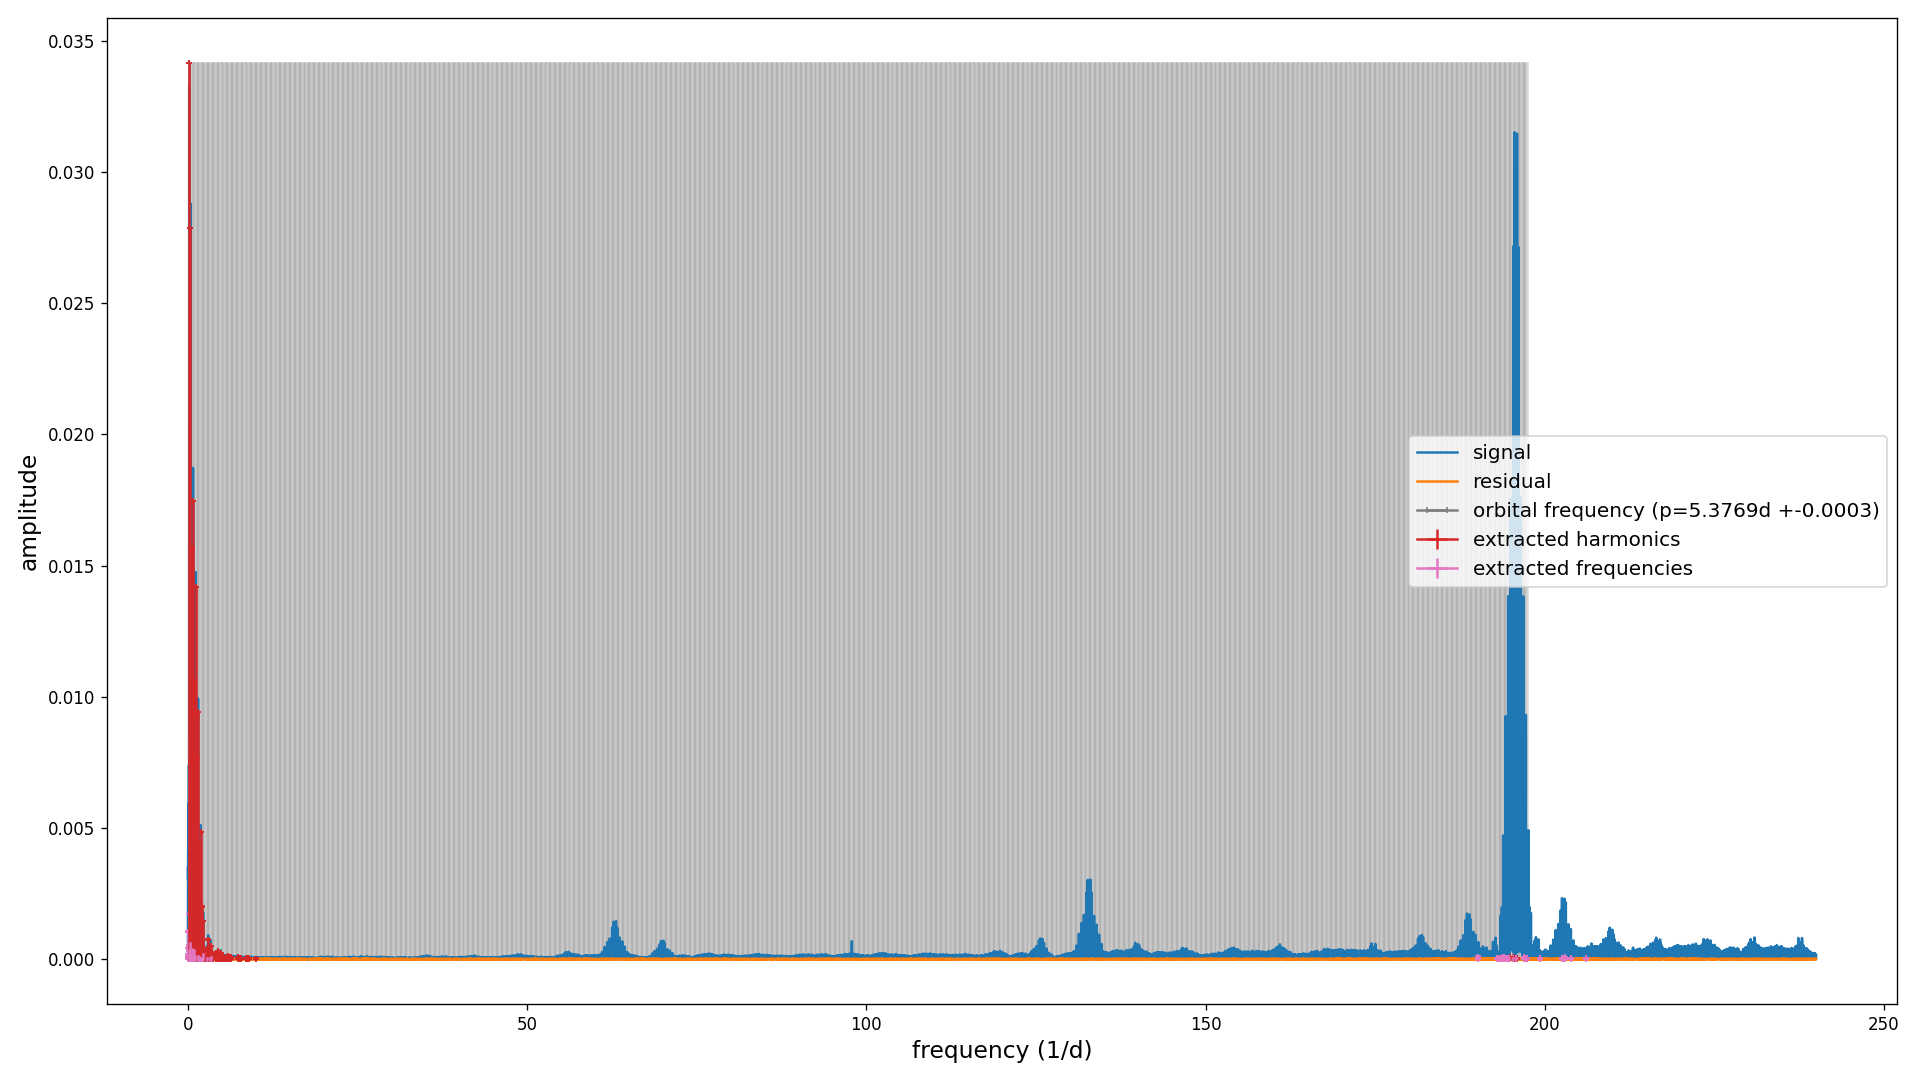 0.035
0.030
0.025
0.020
0.015
0.010
0.005
0.000
amplitude
signal
residual
orbital frequency (p=5.3769d +-0.0003)
extracted harmonics
extracted frequencies
0 50 100 150 200 250
frequency (1/d)